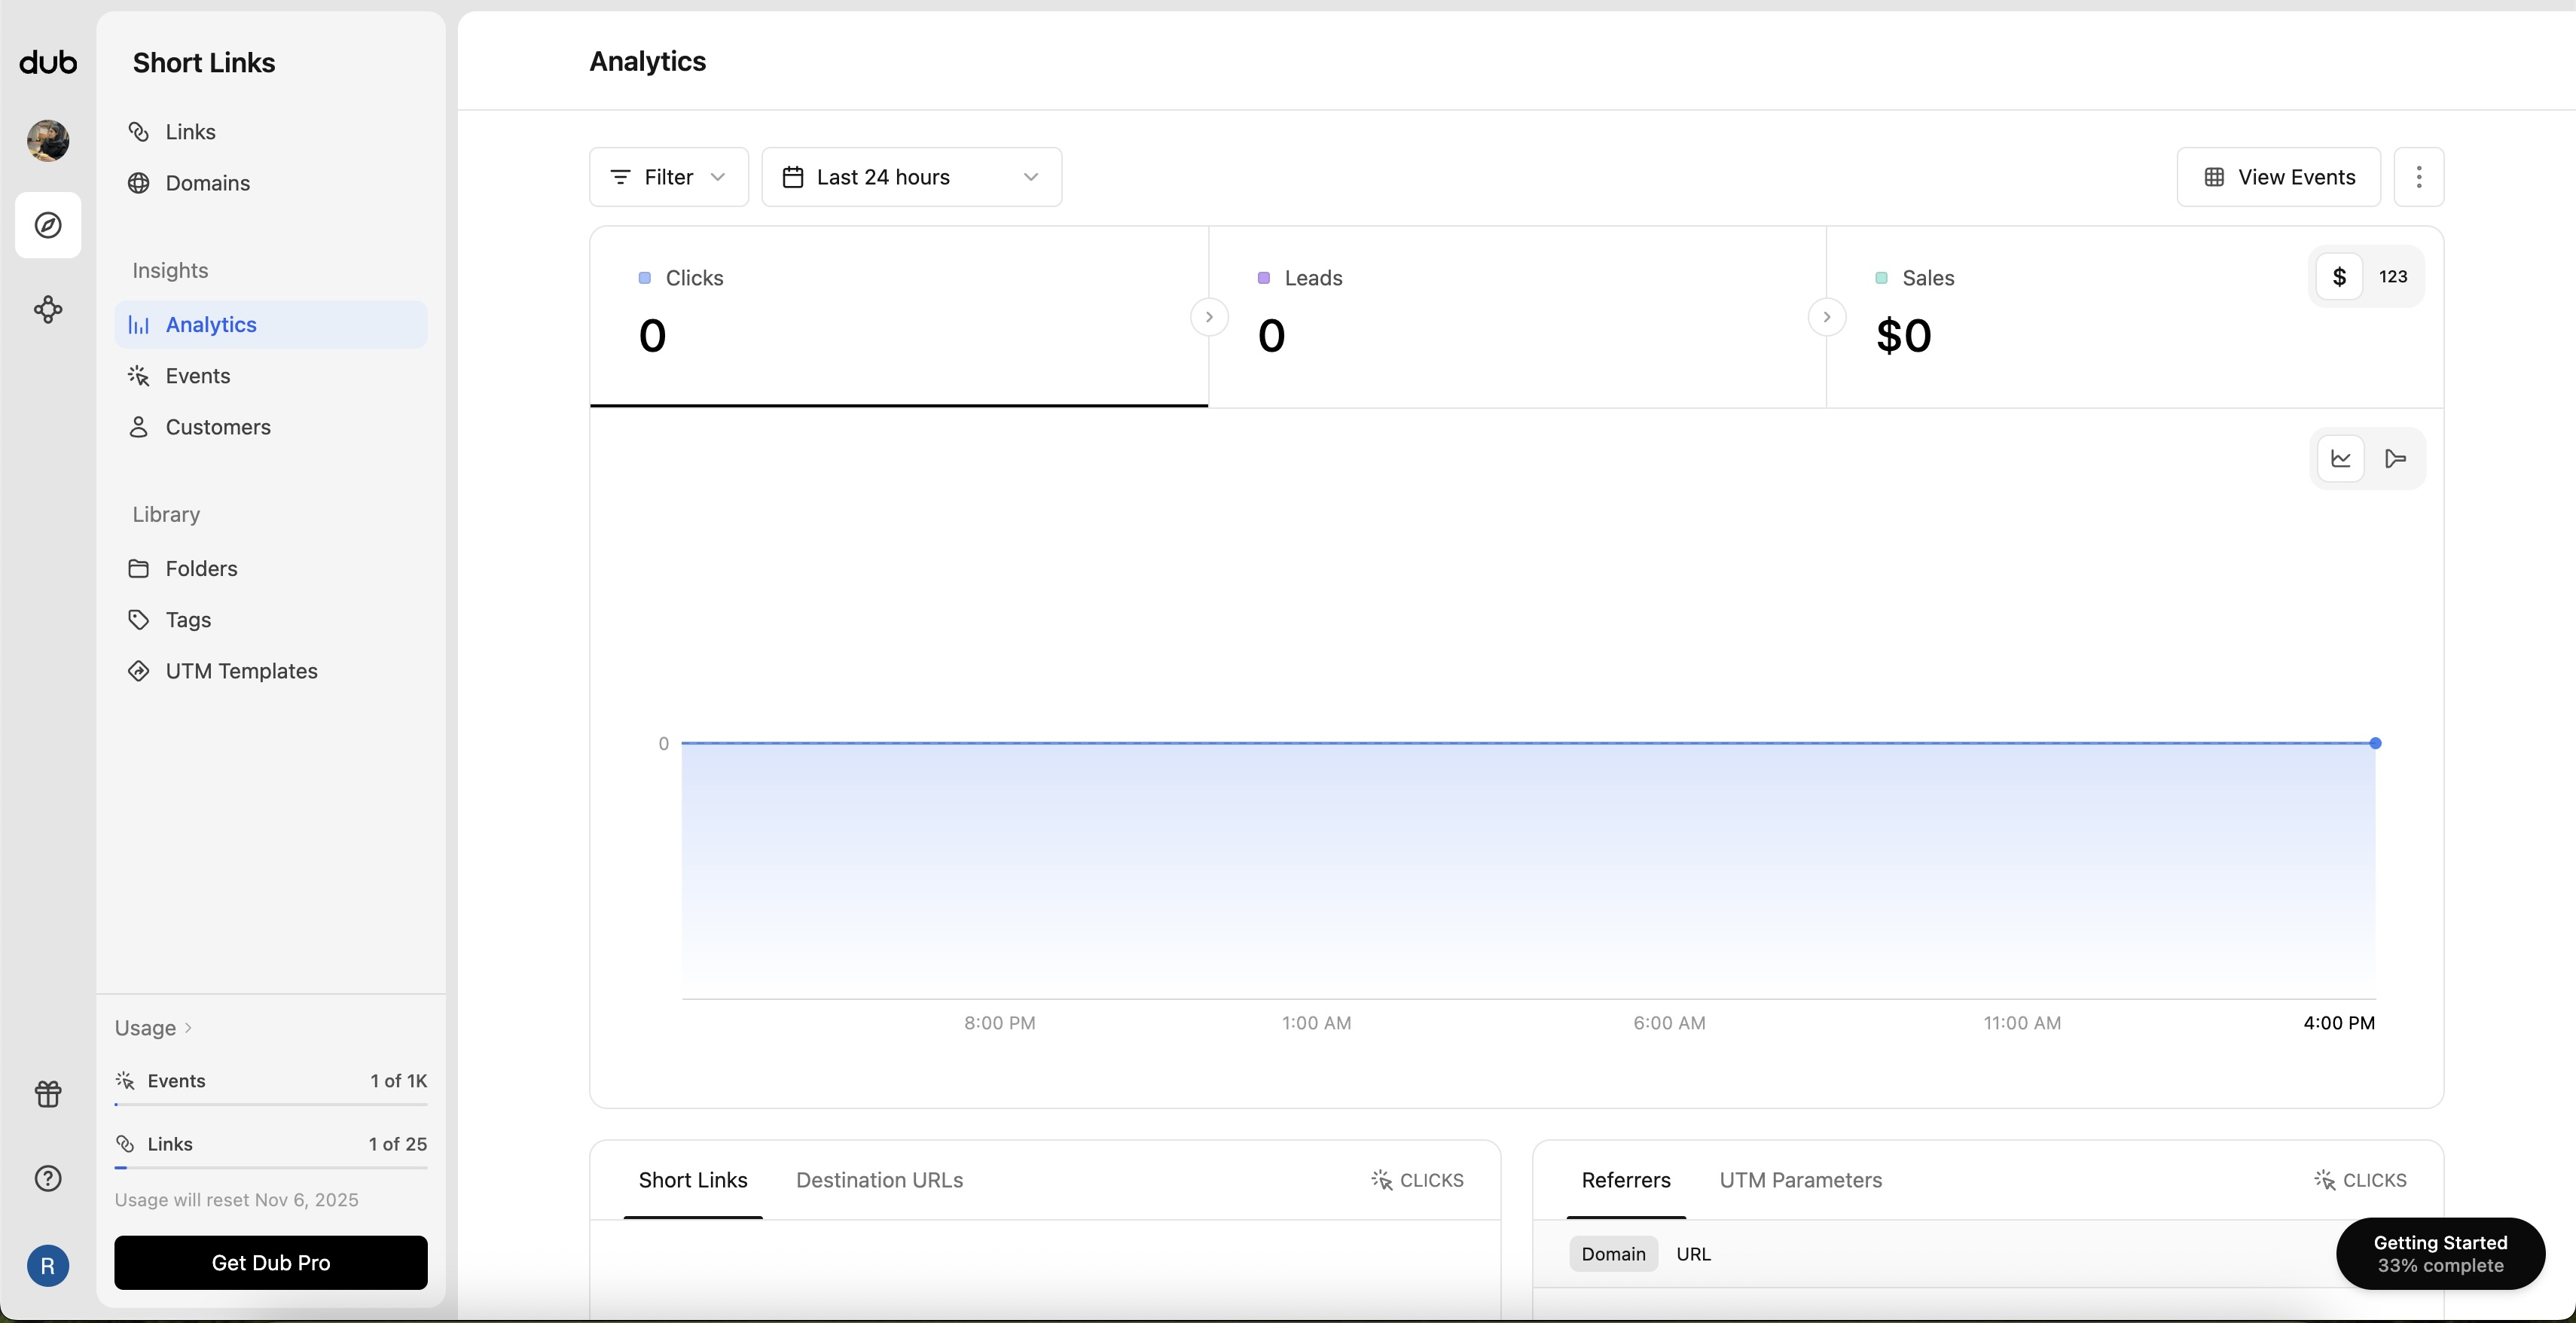 dub
Short Links
Links
Domains
Insights
Analytics
Events
Customers
Library
Folders
Tags
UTM Templates
Usage
Events 1 of 1K
Links 1 of 25
Usage will reset Nov 6, 2025
Get Dub Pro
R
Analytics
Filter
Last 24 hours
View Events
Clicks
0
Leads
0
Sales
$0
$ 123
0
8:00 PM 1:00 AM 6:00 AM 11:00 AM 4:00 PM
Short Links Destination URLs CLICKS
Referrers UTM Parameters CLICKS
Domain URL
Getting Started
33% complete